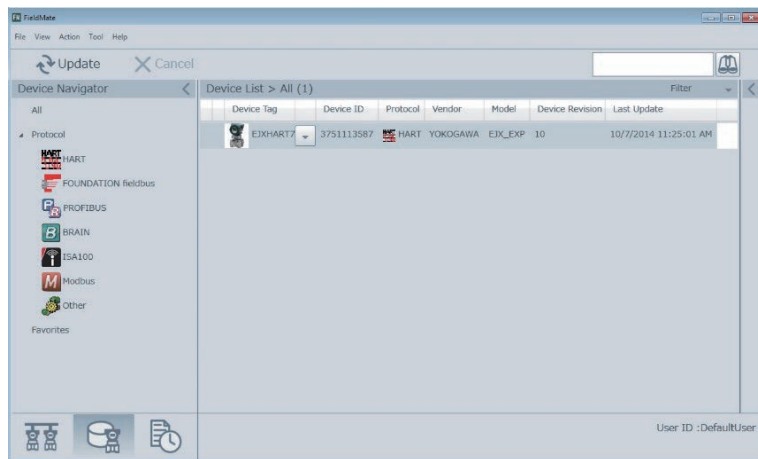 FieldMate
File View Action Tool Help
Update Cancel
Device Navigator Device List > All (1) Filter
All Device Tag Device ID Protocol Vendor Model Device Revision Last Update
Protocol EJXHART7 3751113587 HART HART YOKOGAWA EJX_EXP 10 10/7/2014 11:25:01 AM
HART HART
FOUNDATION fieldbus
PROFIBUS
B BRAIN
ISA100
M Modbus
Other
Favorites
User ID :DefaultUser